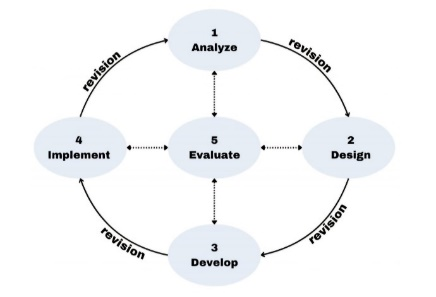 1
Analyze
revision
revision
4
Implement
5
Evaluate
2
Design
revision
revision
3
Develop